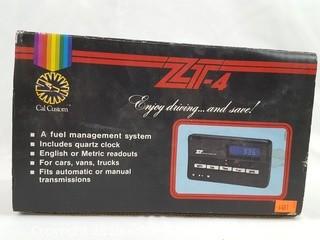 ZT-4
Cal Custom
Enjoy driving...and save!
A fuel management system
Includes quartz clock
English or Metric readouts
For cars, vans, trucks
Fits automatic or manual
transmissions